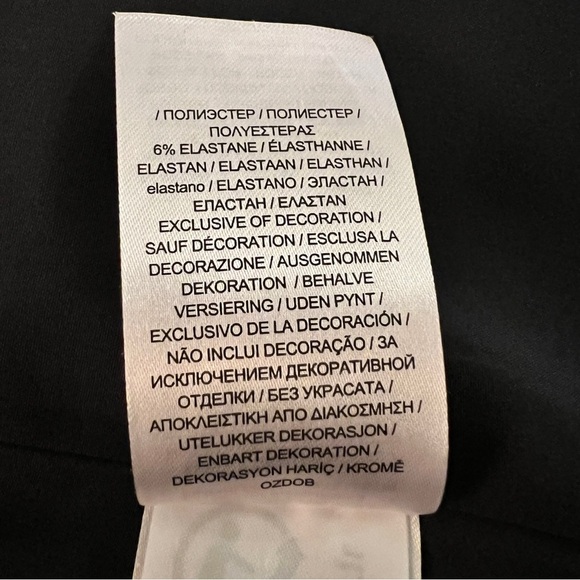 / ПОЛИЭСТЕР / ПОЛИЕСТЕР /
ΠΟΛΥΕΣΤΕΡΑΣ
6% ELASTANE / ÉLASTHANNE /
ELASTAN / ELASTAAN / ELASTHAN /
elastano / ELASTANO / ЭЛАСТАН /
ЕЛАСТАН / ΕΛΑΣΤΑΝ
EXCLUSIVE OF DECORATION /
SAUF DÉCORATION / ESCLUSA LA
DECORAZIONE / AUSGENOMMEN
DEKORATION / BEHALVE
VERSIERING / UDEN PYNT /
EXCLUSIVO DE LA DECORACIÓN /
NÃO INCLUI DECORAÇÃO / ЗА
ИСКЛЮЧЕНИЕМ ДЕКОРАТИВНОЙ
ОТДЕЛКИ / БЕЗ УКРАСАТА /
ΑΠΟΚΛΕΙΣΤΙΚΗ ΑΠΟ ΔΙΑΚΟΣΜΗΣΗ /
UTELUKKER DEKORASJON /
ENBART DEKORATION /
DEKORASYON HARİÇ / KROMĚ
OZDOB